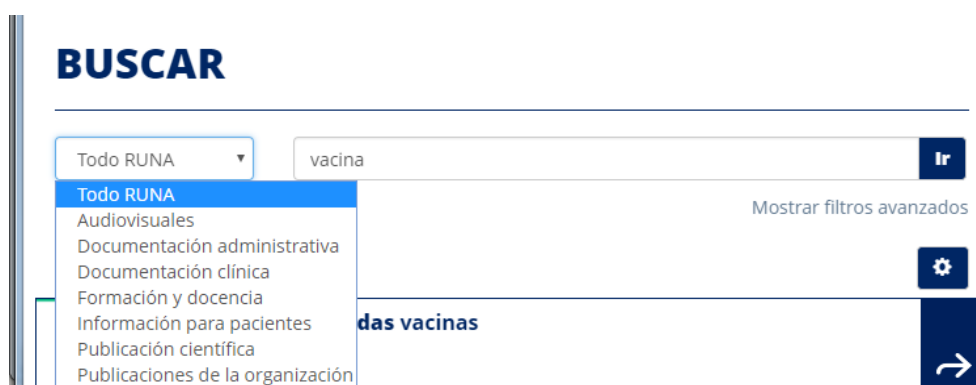 BUSCAR
Todo RUNA
vacina
Ir
Todo RUNA
Mostrar filtros avanzados
Audiovisuales
Documentación administrativa
Documentación clínica
Formación y docencia
Información para pacientes
das vacinas
Publicación científica
Publicaciones de la organización